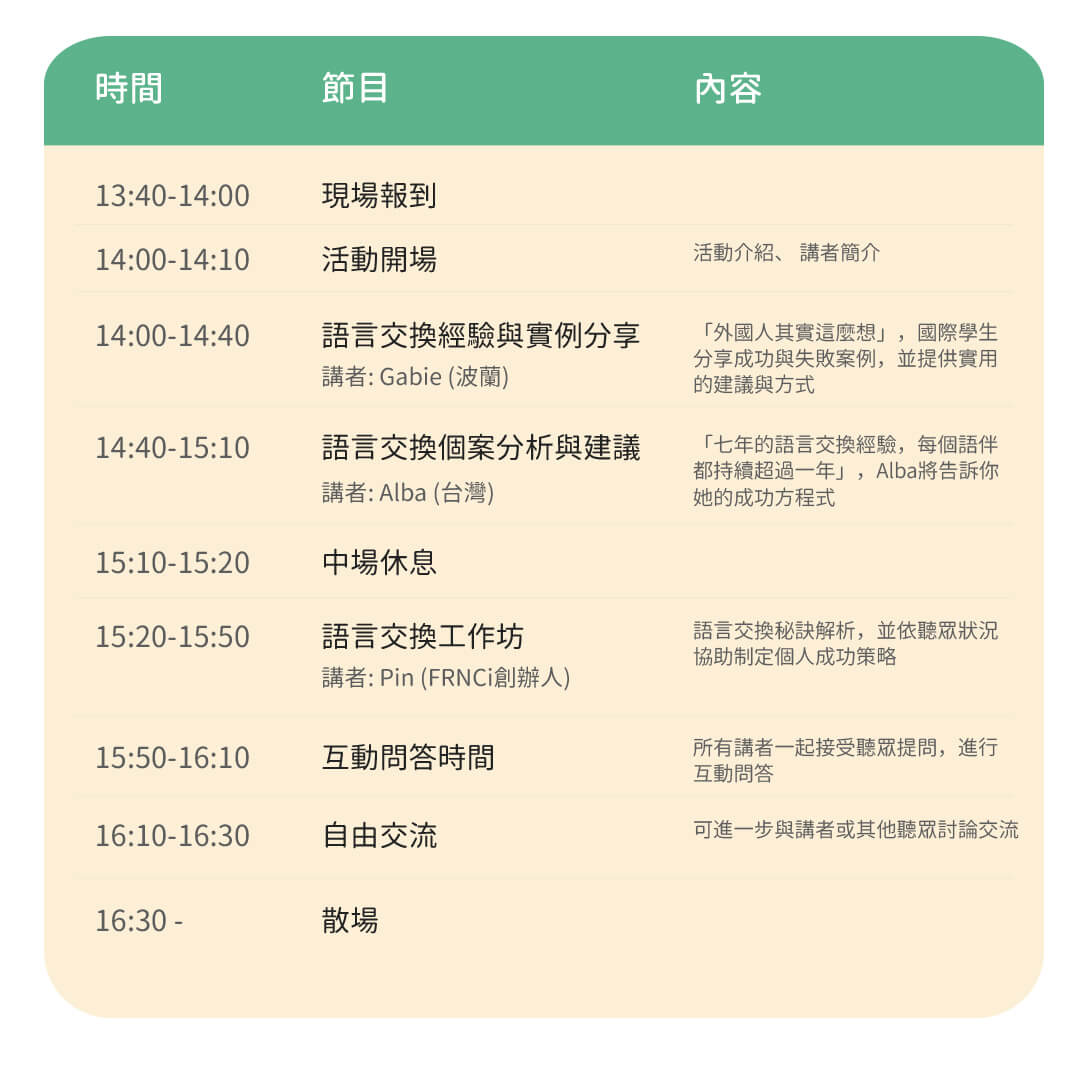 時間 節目 內容
13:40-14:00 現場報到
14:00-14:10 活動開場 活動介紹、 講者簡介
14:00-14:40 語言交換經驗與實例分享
講者: Gabie (波蘭)
「外國人其實這麼想」，國際學生
分享成功與失敗案例，並提供實用
的建議與方式
14:40-15:10 語言交換個案分析與建議
講者: Alba (台灣)
「七年的語言交換經驗，每個語伴
都持續超過一年」，Alba將告訴你
她的成功方程式
15:10-15:20 中場休息
15:20-15:50 語言交換工作坊
講者: Pin (FRNCi創辦人)
語言交換秘訣解析，並依聽眾狀況
協助制定個人成功策略
15:50-16:10 互動問答時間
所有講者一起接受聽眾提問，進行
互動問答
16:10-16:30 自由交流 可進一步與講者或其他聽眾討論交流
16:30 - 散場